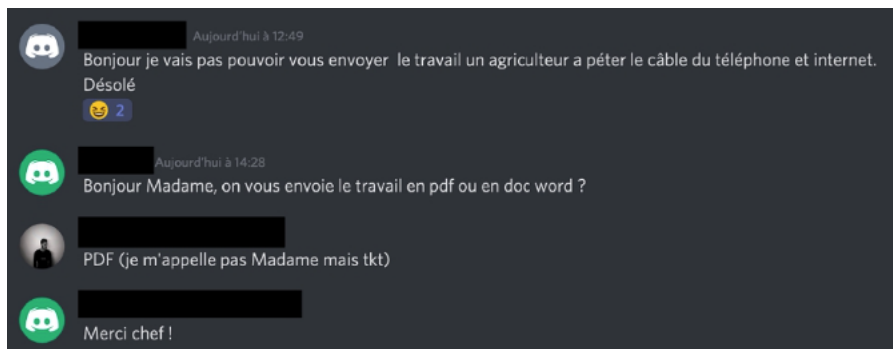 Aujourd'hui à 12:49
Bonjour je vais pas pouvoir vous envoyer le travail un agriculteur a péter le câble du téléphone et internet.
Désolé
2
Aujourd'hui à 14:28
Bonjour Madame, on vous envoie le travail en pdf ou en doc word ?
PDF (je m'appelle pas Madame mais tkt)
Merci chef !